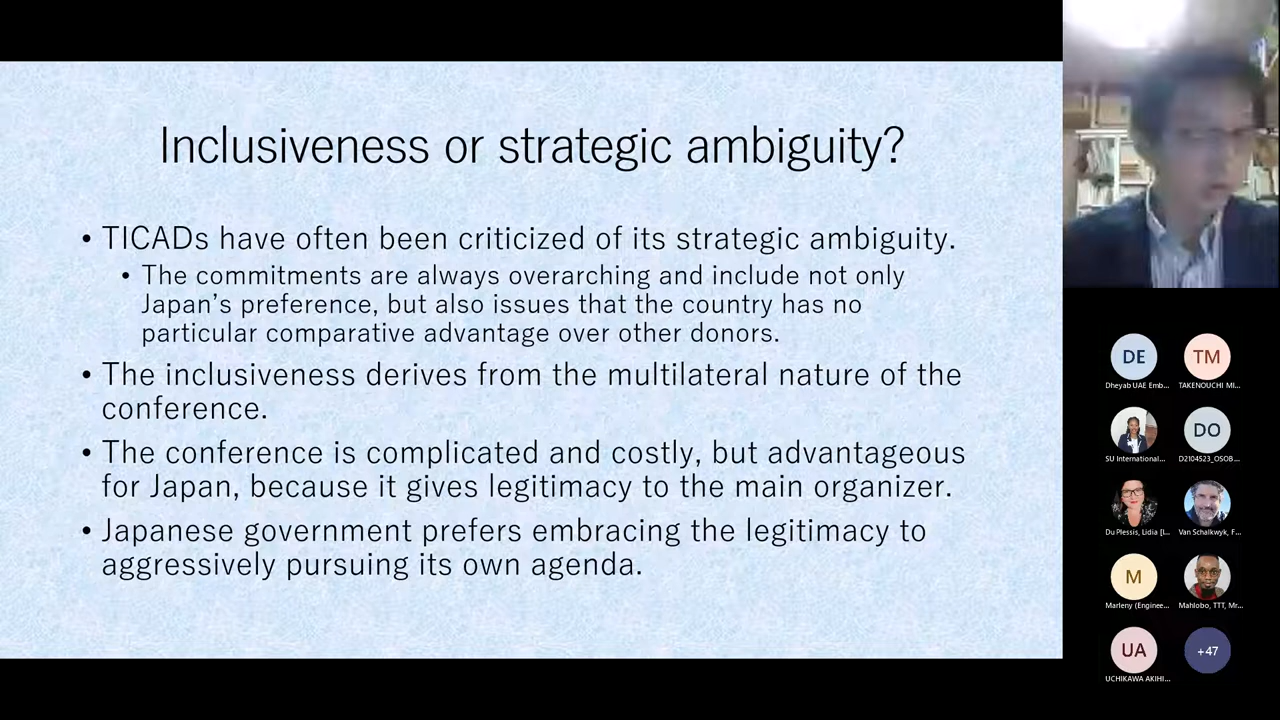 Inclusiveness or strategic ambiguity?
• TICADs have often been criticized of its strategic ambiguity.
• The commitments are always overarching and include not only
Japan's preference, but also issues that the country has no
particular comparative advantage over other donors.
• The inclusiveness derives from the multilateral nature of the
conference.
• The conference is complicated and costly, but advantageous
for Japan, because it gives legitimacy to the main organizer.
• Japanese government prefers embracing the legitimacy to
aggressively pursuing its own agenda.
DE
TM
Dheyab UAE Emb...
TAKENOUCHI MI...
DO
SU International...
D2104523_OSOB...
Du Plessis, Lidia [L...
Van Schalkwyk, F...
M
Marleny (Enginee...
Mahlobo, TTT, Mr...
UA
+47
UCHIKAWA AKIHI...